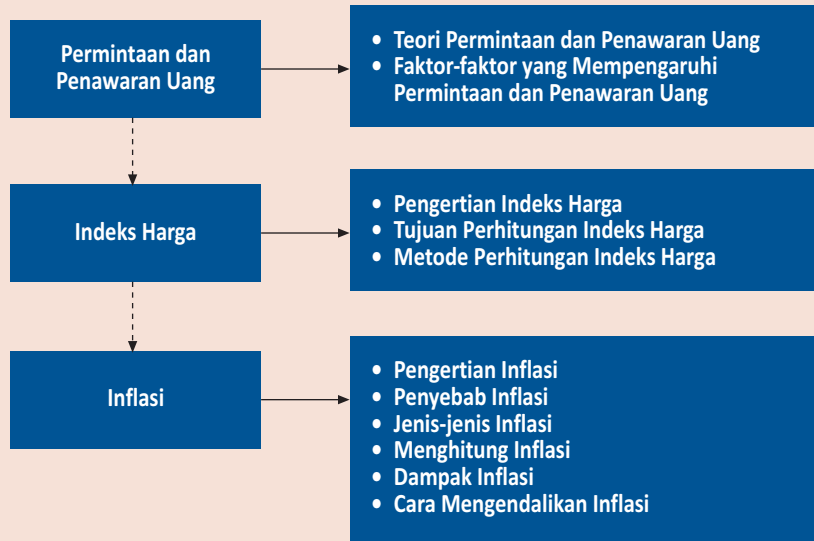 Permintaan dan
Penawaran Uang
• Teori Permintaan dan Penawaran Uang
• Faktor-faktor yang Mempengaruhi
Permintaan dan Penawaran Uang
Indeks Harga
• Pengertian Indeks Harga
• Tujuan Perhitungan Indeks Harga
• Metode Perhitungan Indeks Harga
Inflasi
• Pengertian Inflasi
• Penyebab Inflasi
• Jenis-jenis Inflasi
• Menghitung Inflasi
• Dampak Inflasi
• Cara Mengendalikan Inflasi